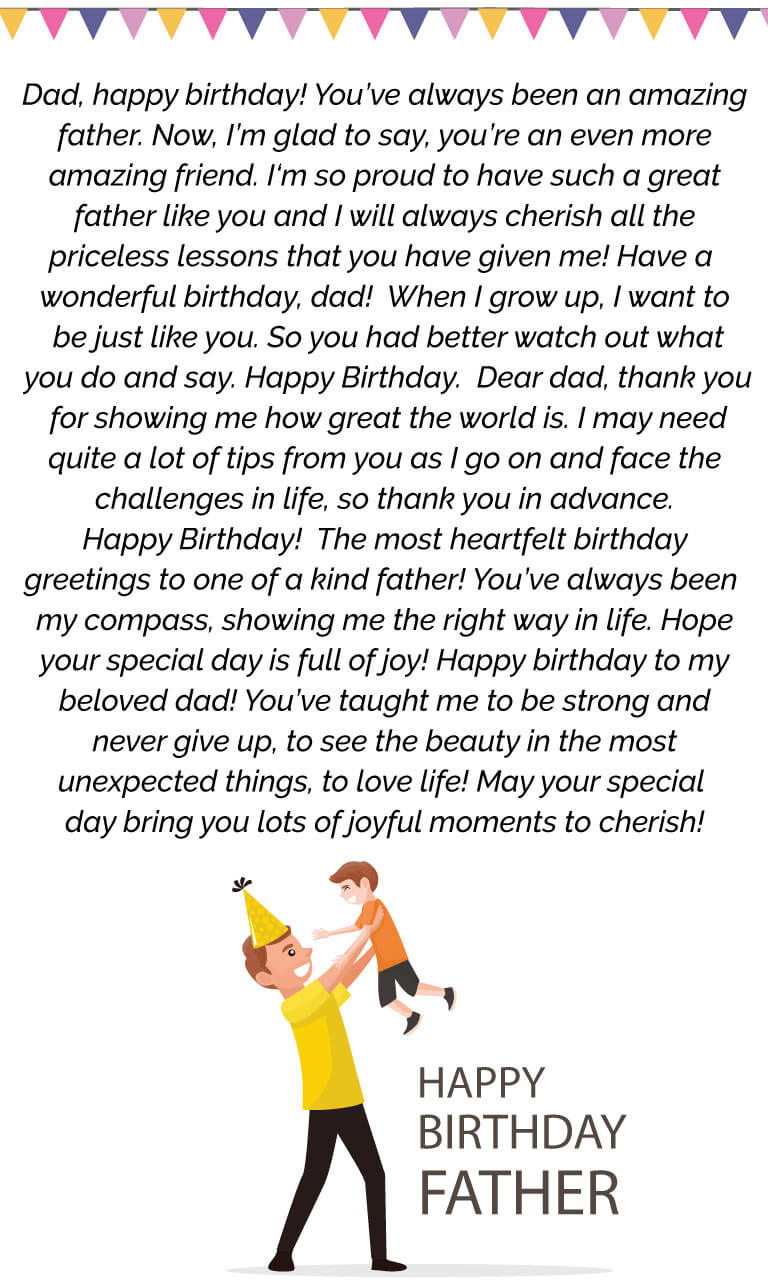 Dad, happy birthday! You’ve always been an amazing
father. Now, I’m glad to say, you’re an even more
amazing friend. I‘m so proud to have such a great
father like you and I will always cherish all the
priceless lessons that you have given me! Have a
wonderful birthday, dad!  When I grow up, I want to
be just like you. So you had better watch out what
you do and say. Happy Birthday.  Dear dad, thank you
for showing me how great the world is. I may need
quite a lot of tips from you as I go on and face the
challenges in life, so thank you in advance.
Happy Birthday!  The most heartfelt birthday
greetings to one of a kind father! You’ve always been
my compass, showing me the right way in life. Hope
your special day is full of joy! Happy birthday to my
beloved dad! You’ve taught me to be strong and
never give up, to see the beauty in the most
unexpected things, to love life! May your special
day bring you lots of joyful moments to cherish!
HAPPY
BIRTHDAY
FATHER